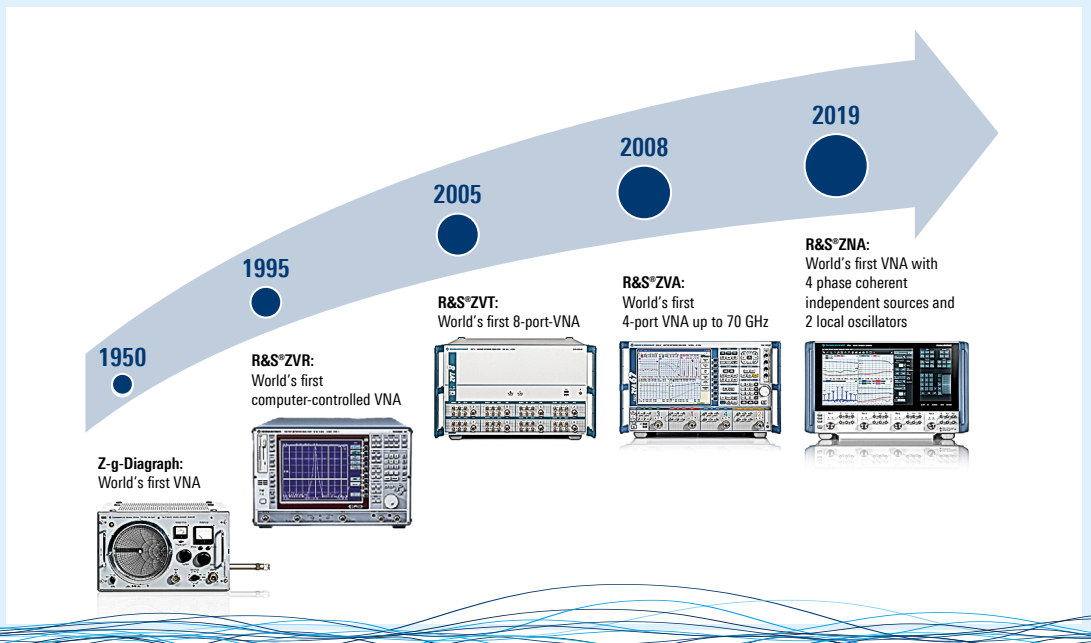 1950
Z-g-Diagraph:
World's first VNA
1995
R&S®ZVR:
World's first
computer-controlled VNA
2005
R&S®ZVT:
World's first 8-port-VNA
2008
R&S®ZVA:
World's first
4-port VNA up to 70 GHz
2019
R&S®ZNA:
World's first VNA with
4 phase coherent
independent sources and
2 local oscillators